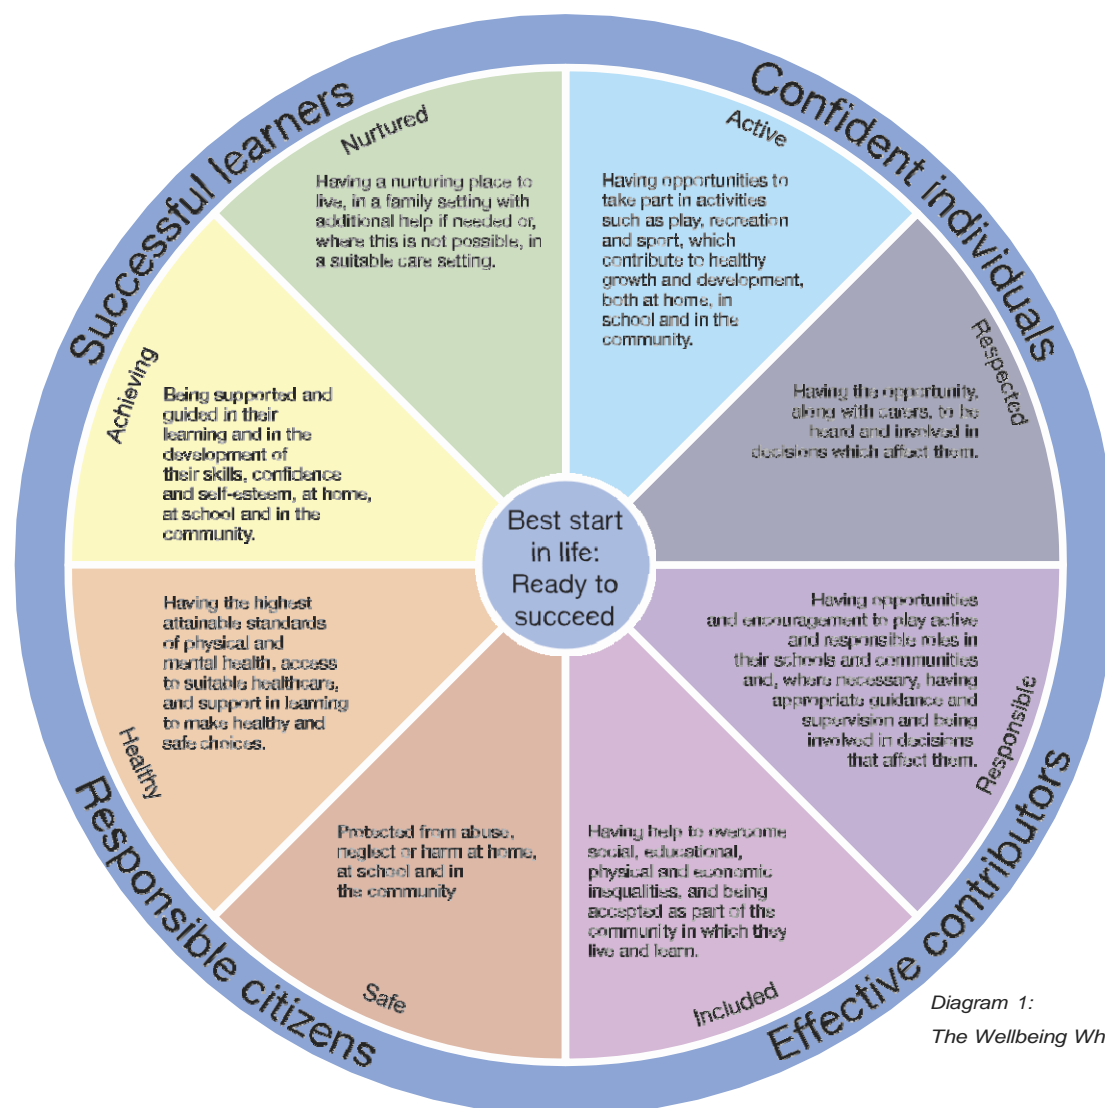 Successful learners
Confident individuals
Nurtured
Having a nurturing place to
live, in a family setting with
additional help if needed or,
where this is not possible, in
a suitable care setting.
Active
Having opportunities to
take part in activities
such as play, recreation
and sport, which
contribute to healthy
growth and development,
both at home, in
school and in the
community.
Achieving
Being supported and
guided in their
learning and in the
development of
their skills, confidence
and self-esteem, at home,
at school and in the
community.
Respected
Having the opportunity,
along with carers, to be
heard and involved in
decisions which affect them.
Best start
in life:
Ready to
succeed
Healthy
Having the highest
attainable standards
of physical and
mental health, access
to suitable healthcare,
and support in learning
to make healthy and
safe choices.
Responsible
Having opportunities
and encouragement to play active
and responsible roles in
their schools and communities
and, where necessary, having
appropriate guidance and
supervision and being
involved in decisions
that affect them.
Safe
Protected from abuse,
neglect or harm at home,
at school and in
the community
Included
Having help to overcome
social, educational,
physical and economic
inequalities, and being
accepted as part of the
community in which they
live and learn.
Responsible citizens
Effective contributors
Diagram 1:
The Wellbeing Wh